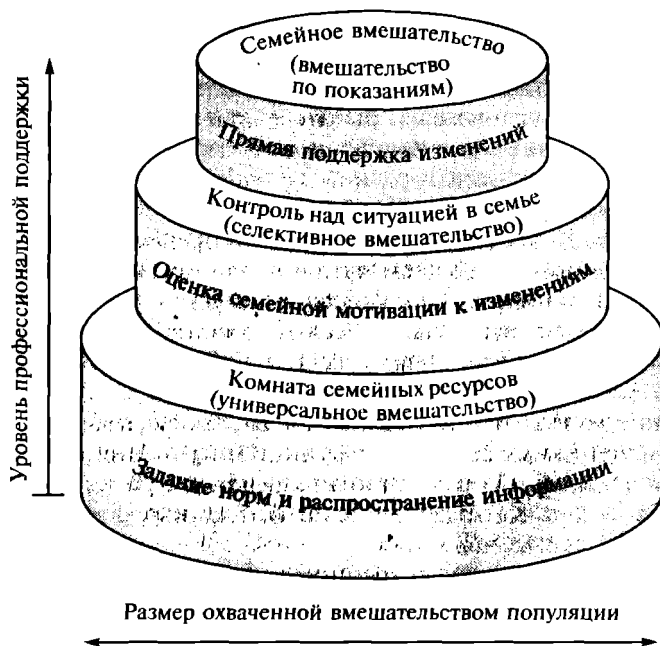 Семейное вмешательство
(вмешательство
по показаниям)
Прямая поддержка изменений
Контроль над ситуацией в семье
(селективное вмешательство)
Оценка семейной мотивации к изменениям
Комната семейных ресурсов
(универсальное вмешательство)
Задание норм и распространение информации
Уровень профессиональной поддержки
Размер охваченной вмешательством популяции